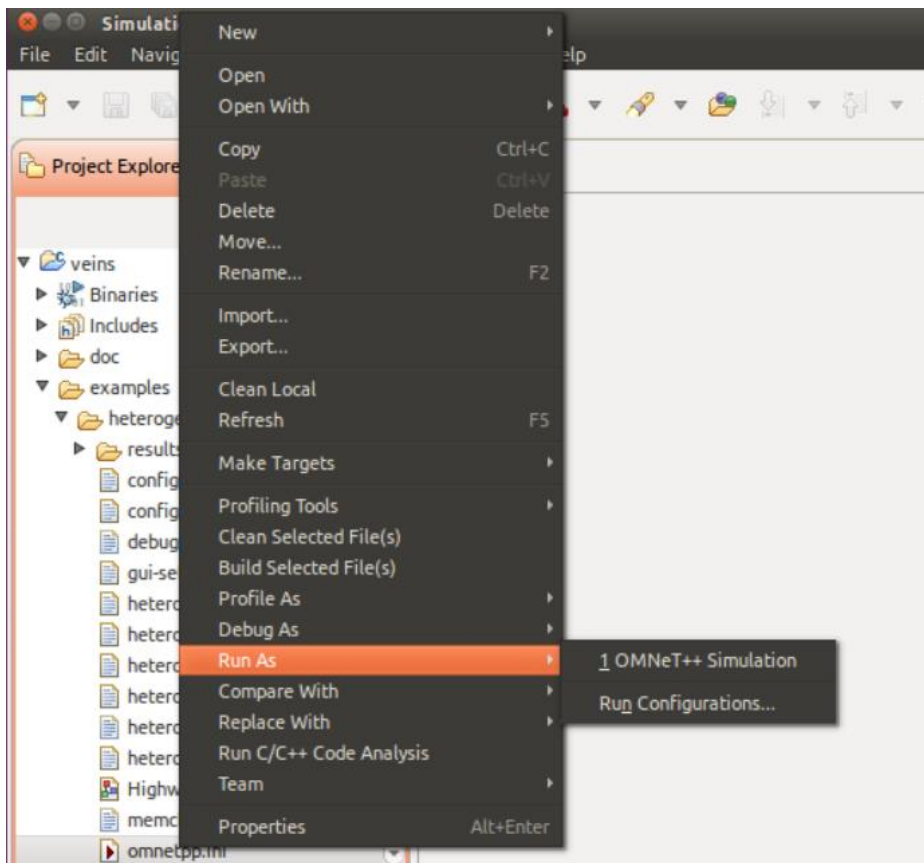 Simulati
File Edit Navig elp
Project Explore
veins
Binaries
Includes
doc
examples
heteroge
results
config
config
debug
gui-se
hetero
hetero
hetero
hetero
hetero
hetero
Highw
memc
omnetpp.ini
New
Open
Open With
Copy Ctrl+C
Paste Ctrl+V
Delete Delete
Move...
Rename... F2
Import...
Export...
Clean Local
Refresh F5
Make Targets
Profiling Tools
Clean Selected File(s)
Build Selected File(s)
Profile As
Debug As
Run As
Compare With
Replace With
Run C/C++ Code Analysis
Team
Properties Alt+Enter
1 OMNeT++ Simulation
Run Configurations...